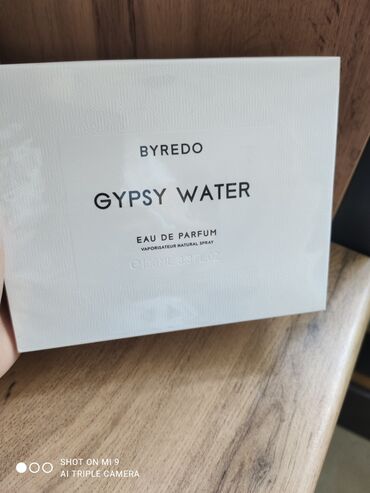 BYREDO
GYPSY WATER
EAU DE PARFUM
VAPORISATEUR NATURAL SPRAY
SHOT ON MI 9
AI TRIPLE CAMERA